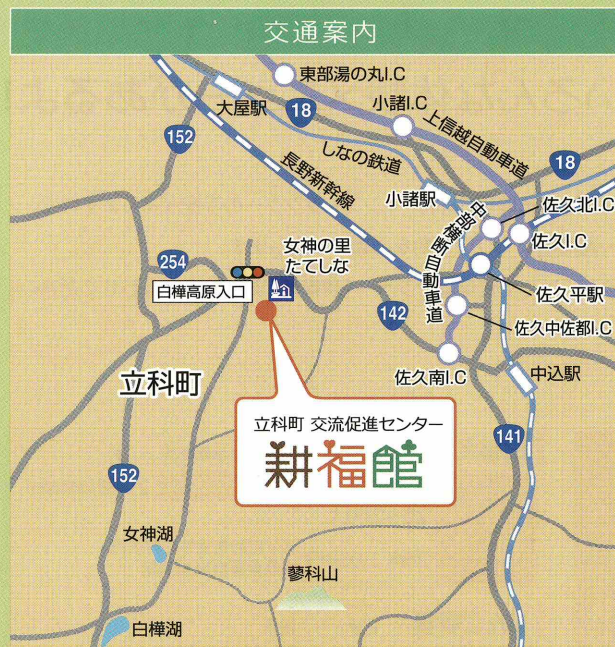 交通案内
東部湯の丸I.C
大屋駅
18
小諸I.C
上信越自動車道
152
しなの鉄道
18
長野新幹線
小諸駅
中部横断自動車道
佐久北I.C
佐久I.C
女神の里
たてしな
254
白樺高原入口
佐久平駅
142
佐久中佐都I.C
佐久南I.C
中込駅
立科町
立科町 交流促進センター
耕福館
141
152
女神湖
蓼科山
白樺湖